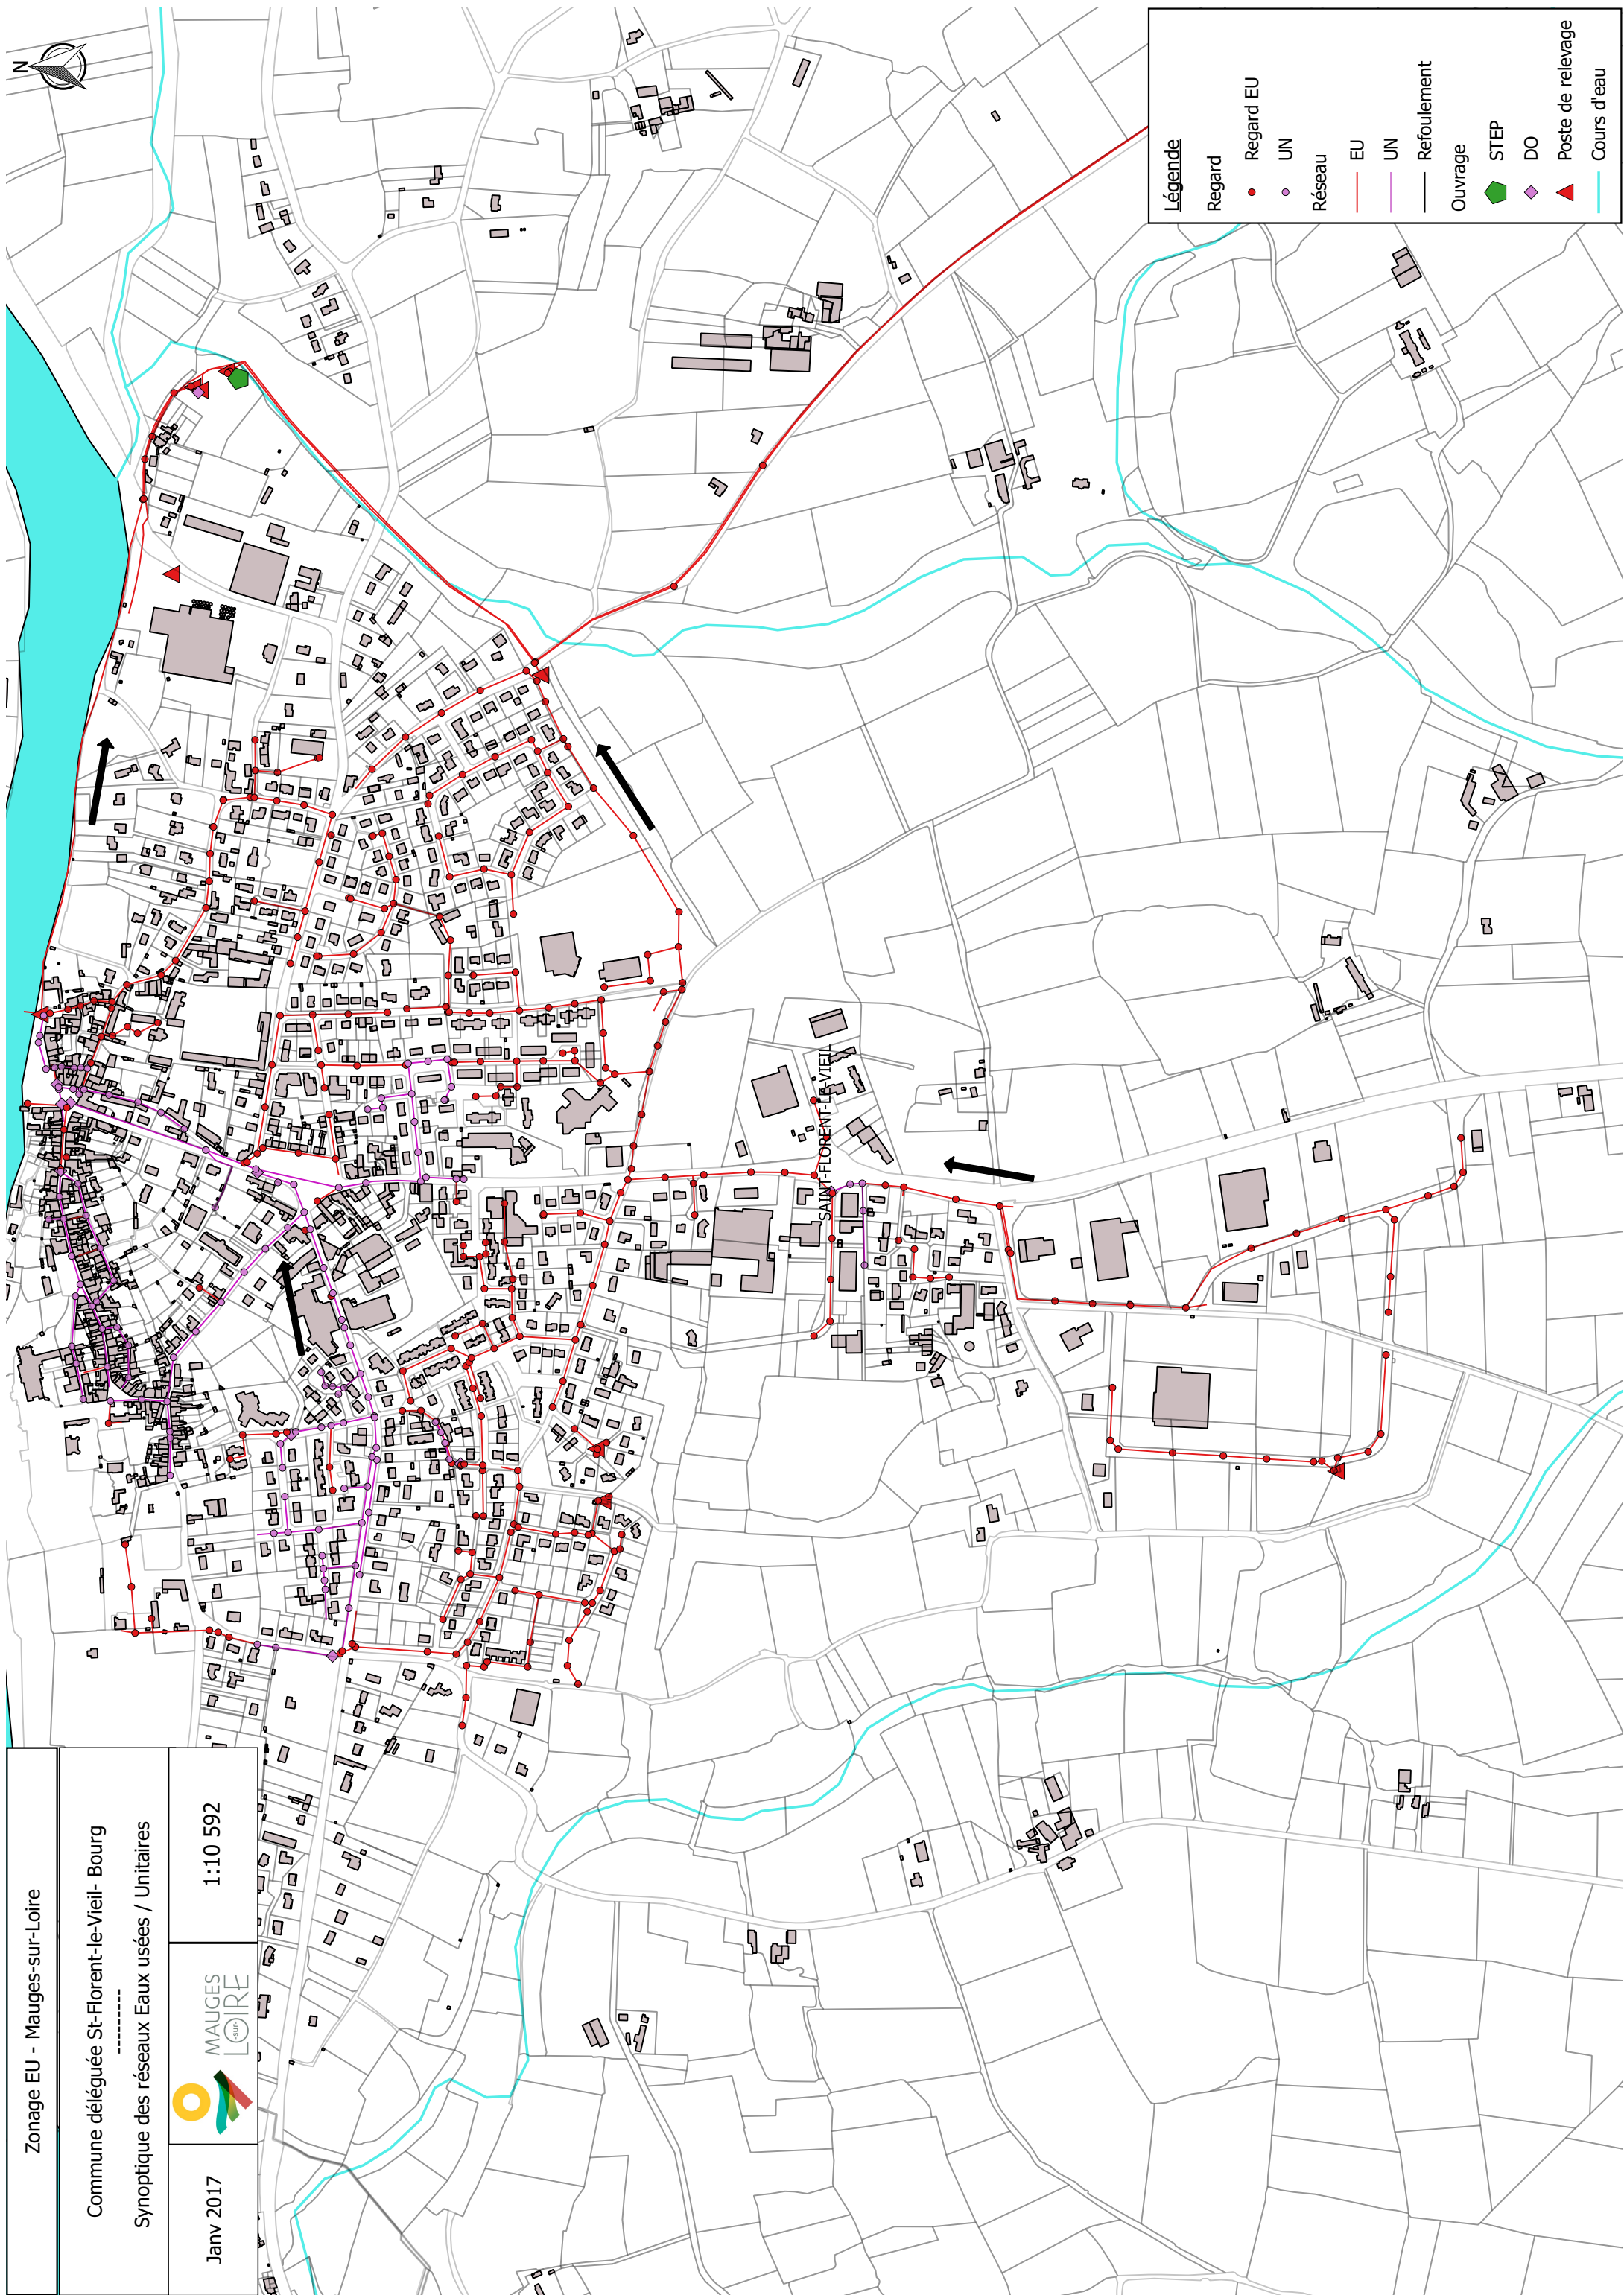 Zonage EU - Mauges-sur-Loire
Commune déléguée St-Florent-le-Vieil- Bourg
----------
Synoptique des réseaux Eaux usées / Unitaires
Janv 2017
MAUGES
-sur-
LOIRE
1:10 592
SAINT-FLORENT-LE-VIEIL
N
Légende
Regard
Regard EU
UN
Réseau
EU
UN
Refoulement
Ouvrage
STEP
DO
Poste de relevage
Cours d'eau